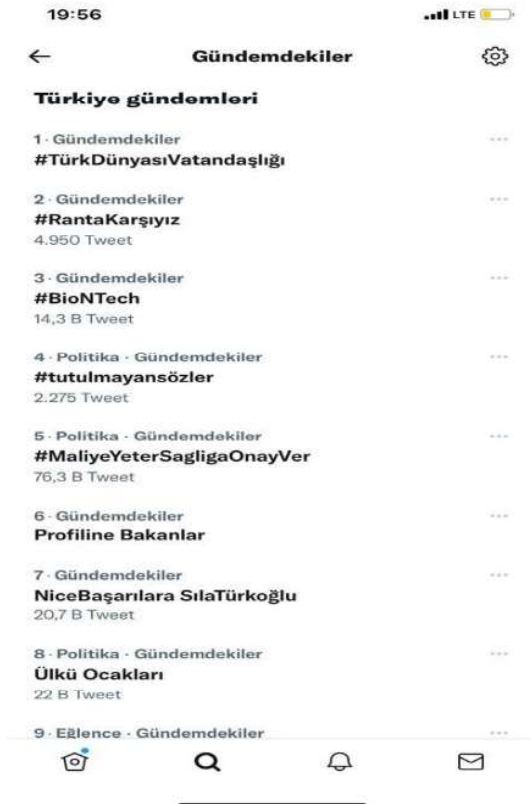 19:56
LTE
Gündemdekiler
Türkiye gündemleri
1 · Gündemdekiler
#TürkDünyasıVatandaşlığı
2 · Gündemdekiler
#RantaKarşıyız
4.950 Tweet
3 · Gündemdekiler
#BioNTech
14,3 B Tweet
4 · Politika · Gündemdekiler
#tutulmayansözler
2.275 Tweet
5 · Politika · Gündemdekiler
#MaliyeYeterSagligaOnayVer
76,3 B Tweet
6 · Gündemdekiler
Profiline Bakanlar
7 · Gündemdekiler
NiceBaşarılara SılaTürkoğlu
20,7 B Tweet
8 · Politika · Gündemdekiler
Ülkü Ocakları
22 B Tweet
9 · Eğlence · Gündemdekiler